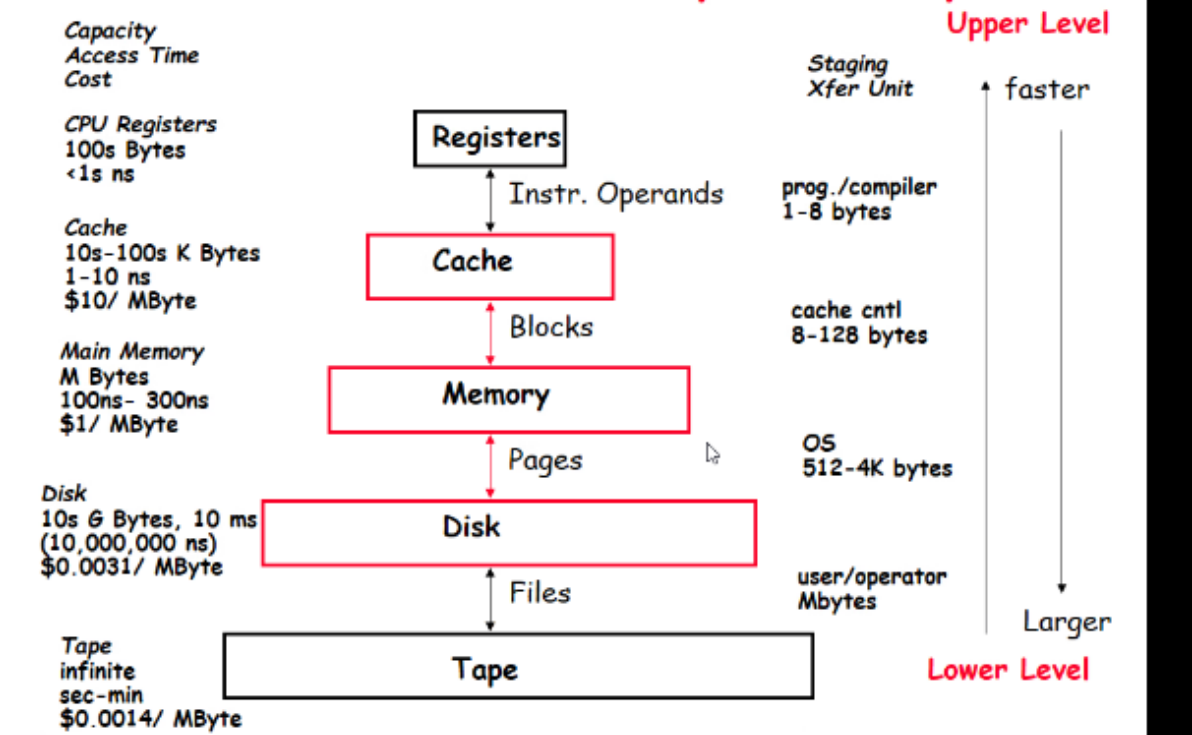 Upper Level
Capacity
Access Time
Cost
Staging
Xfer Unit
faster
CPU Registers
100s Bytes
<1s ns
Registers
Instr. Operands
prog./compiler
1-8 bytes
Cache
10s-100s K Bytes
1-10 ns
$10/ MByte
Cache
Blocks
cache cntl
8-128 bytes
Main Memory
M Bytes
100ns- 300ns
$1/ MByte
Memory
Pages
OS
512-4K bytes
Disk
10s G Bytes, 10 ms
(10,000,000 ns)
$0.0031/ MByte
Disk
Files
user/operator
Mbytes
Larger
Tape
infinite
sec-min
$0.0014/ MByte
Tape
Lower Level